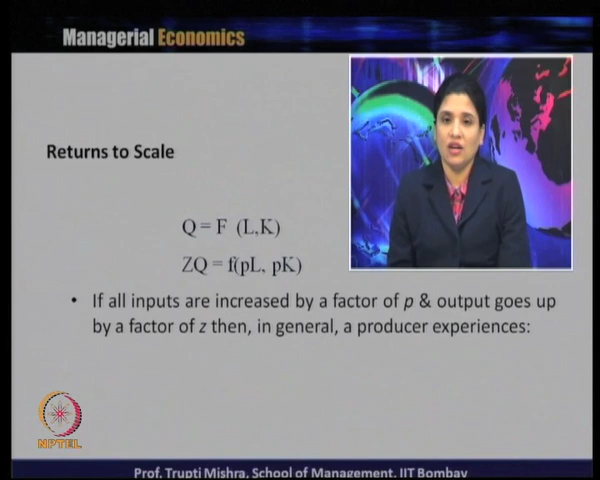 Managerial Economics
Returns to Scale
Q = F (L,K)
ZQ = f(pL, pK)
• If all inputs are increased by a factor of p & output goes up
by a factor of z then, in general, a producer experiences:
NPTEL
Prof. Trupti Mishra, School of Management, IIT Bombay